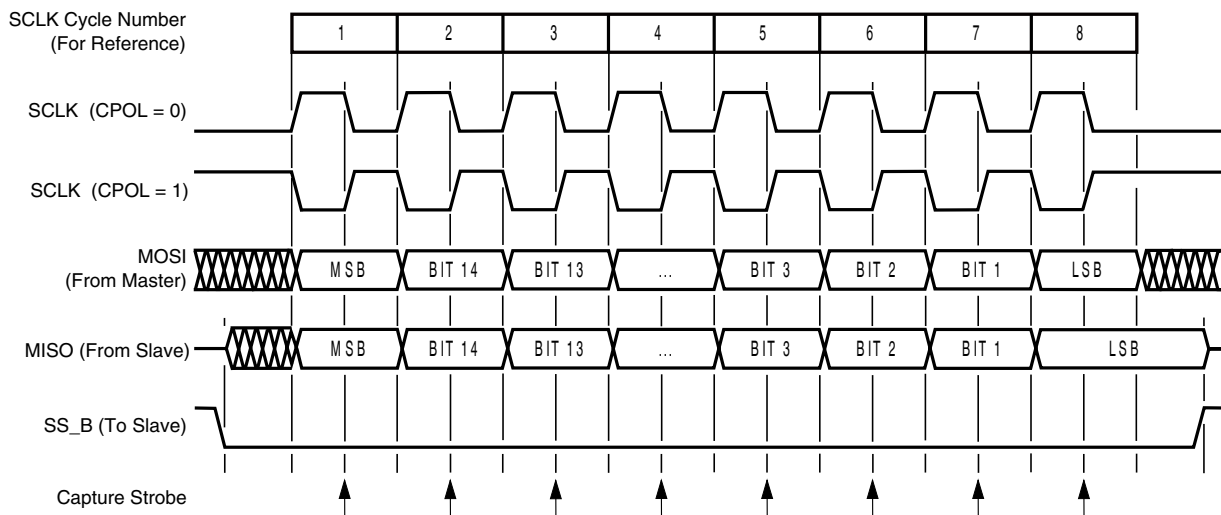 SCLK Cycle Number
(For Reference)
1 2 3 4 5 6 7 8
SCLK (CPOL = 0)
SCLK (CPOL = 1)
MOSI
(From Master)
MSB BIT 14 BIT 13 ... BIT 3 BIT 2 BIT 1 LSB
MISO (From Slave)
MSB BIT 14 BIT 13 ... BIT 3 BIT 2 BIT 1 LSB
SS_B (To Slave)
Capture Strobe